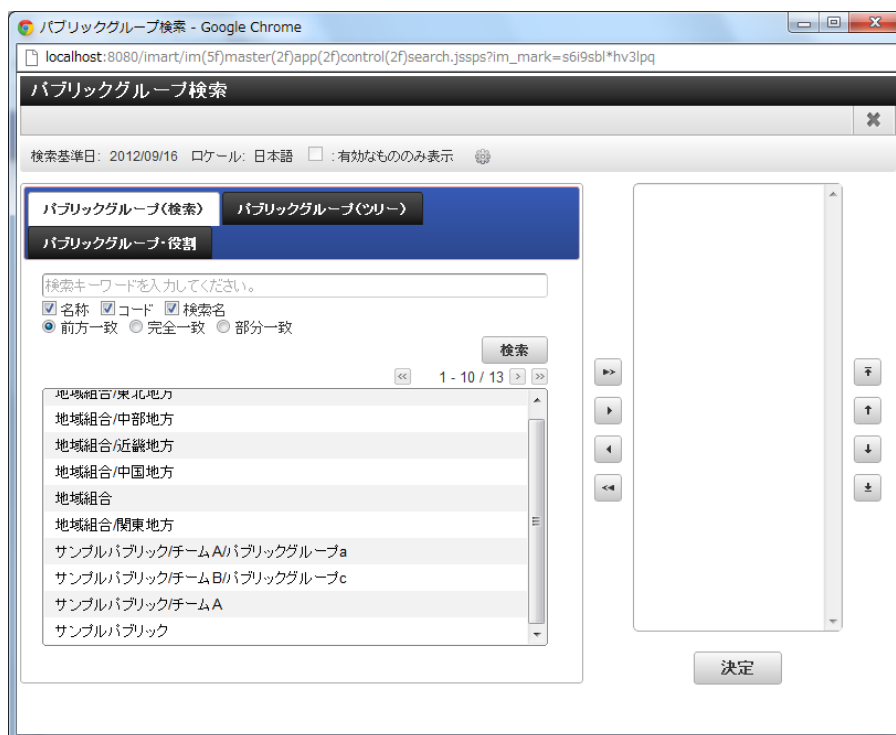 パブリックグループ検索 - Google Chrome
localhost:8080/imart/im(5f)master(2f)app(2f)control(2f)search.jssps?im_mark=s6i9sbl*hv3lpq
パブリックグループ検索
検索基準日: 2012/09/16 ロケール: 日本語 : 有効なもののみ表示
パブリックグループ(検索) パブリックグループ(ツリー)
パブリックグループ・役割
検索キーワードを入力してください。
名称 コード 検索名
前方一致 完全一致 部分一致
検索
1 - 10 / 13
地域組合/東北地方
地域組合/中部地方
地域組合/近畿地方
地域組合/中国地方
地域組合
地域組合/関東地方
サンプルパブリック/チームA/パブリックグループa
サンプルパブリック/チームB/パブリックグループc
サンプルパブリック/チームA
サンプルパブリック
決定